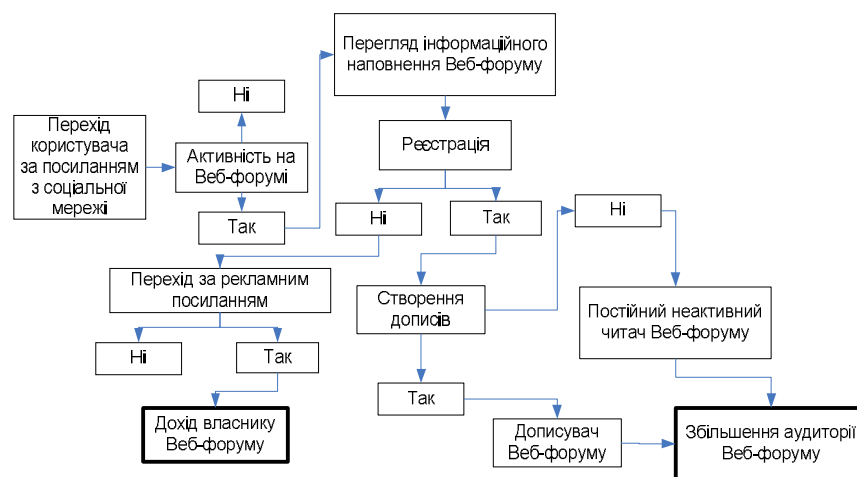 Перегляд інформаційного
наповнення Веб-форуму
Ні
Перехід
користувача
за посиланням
з соціальної
мережі
Активність на
Веб-форумі
Реєстрація
Так
Ні
Так
Ні
Перехід за рекламним
посиланням
Створення
дописів
Постійний неактивний
читач Веб-форуму
Ні
Так
Так
Дохід власнику
Веб-форуму
Дописувач
Веб-форуму
Збільшення аудиторії
Веб-форуму